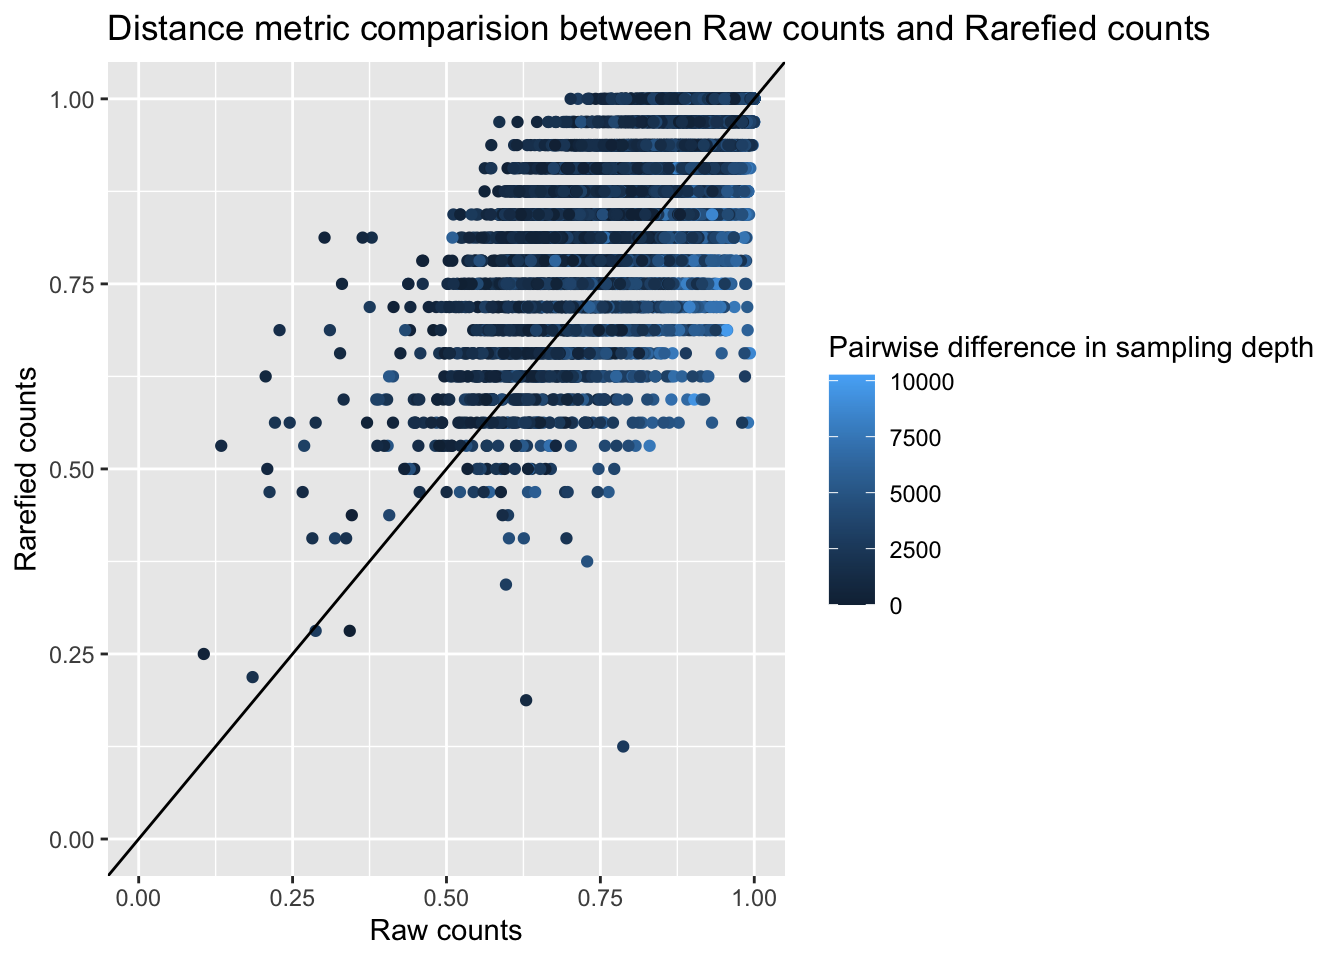 Distance metric comparision between Raw counts and Rarefied counts
1.00
0.75
0.50
0.25
0.00
Rarefied counts
0.00 0.25 0.50 0.75 1.00
Raw counts
Pairwise difference in sampling depth
10000
7500
5000
2500
0